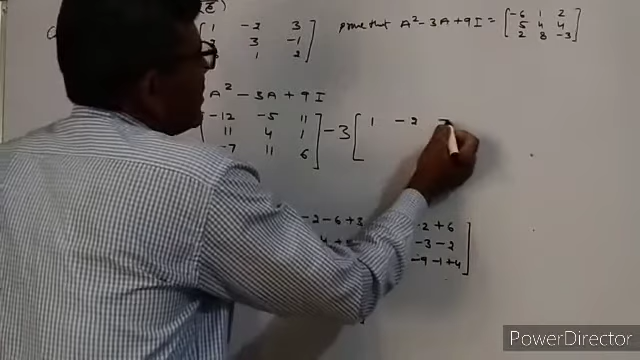 1 -2 3 prove that A² - 3A + 9I = [ -6 1 2
3 -1 5 4 4
1 2 ] 2 8 -3 ]
A² - 3A + 9I
-12 -5 11 ] - 3 [ 1 -2
11 4 1
-7 11 6
-2 -6 +3 2 + 6
-3 -2
-9 -1 +4 ]
PowerDirector